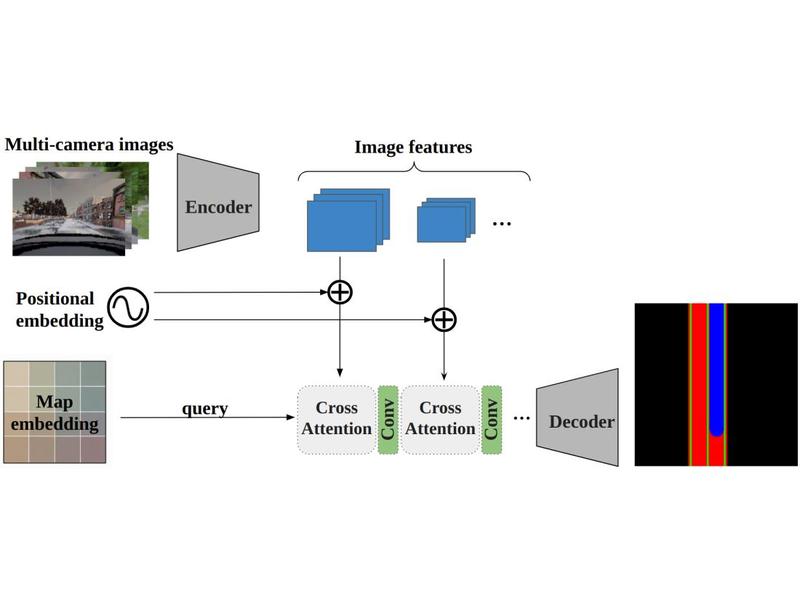 Multi-camera images
Image features
Encoder
...
Positional
embedding
Map
embedding
query
Cross
Attention
Conv
Cross
Attention
Conv
...
Decoder